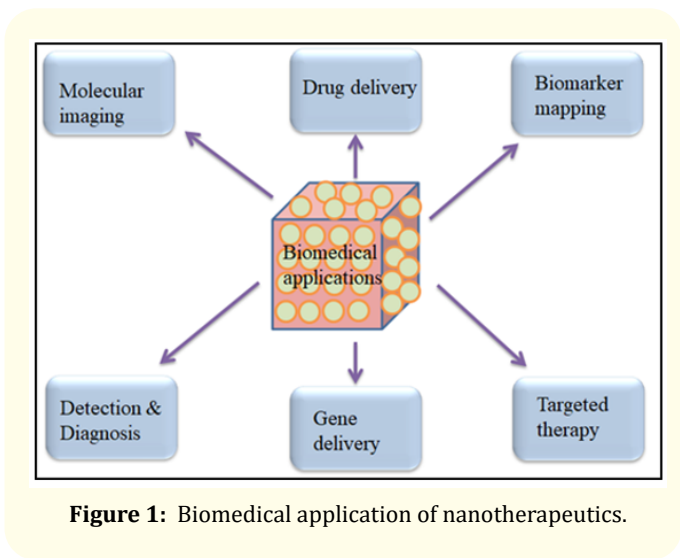 Molecular
imaging
Drug delivery
Biomarker
mapping
Biomedical
applications
Detection &
Diagnosis
Gene
delivery
Targeted
therapy
Figure 1: Biomedical application of nanotherapeutics.